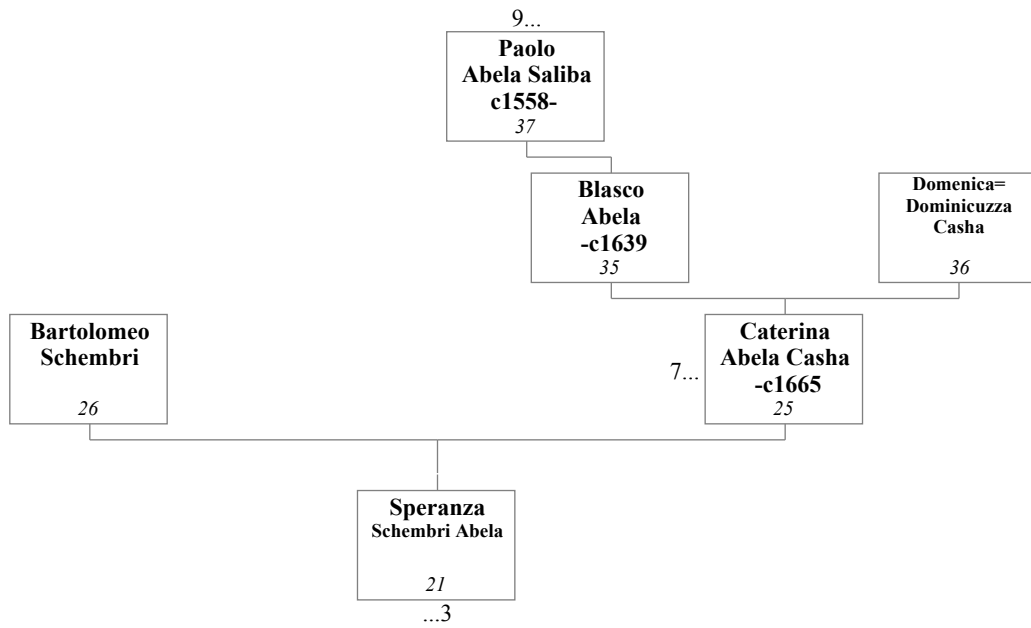 9...
Paolo
Abela Saliba
c1558-
37
Blasco
Abela
-c1639
35
Domenica=
Dominicuzza
Casha
36
Bartolomeo
Schembri
26
7...
Caterina
Abela Casha
-c1665
25
Speranza
Schembri Abela
21
...3